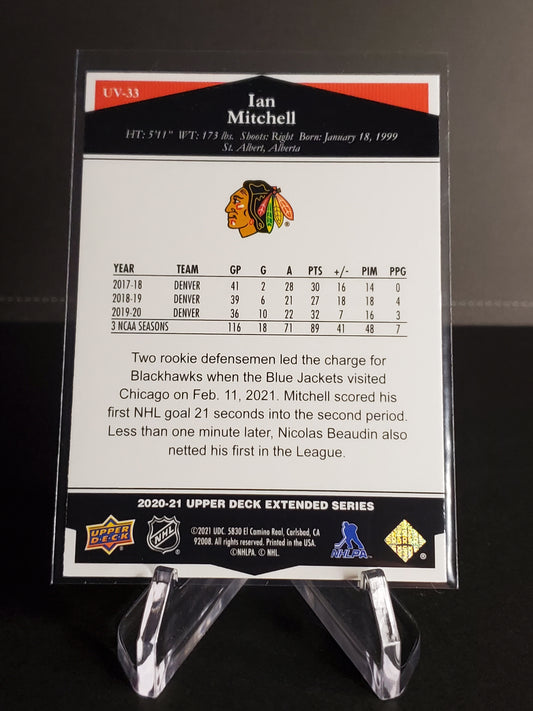 UV-33
Ian
Mitchell
HT: 5'11" WT: 173 lbs. Shoots: Right Born: January 18, 1999
St. Albert, Alberta
®
YEAR TEAM GP G A PTS +/- PIM PPG
2017-18 DENVER 41 2 28 30 16 14 0
2018-19 DENVER 39 6 21 27 18 18 4
2019-20 DENVER 36 10 22 32 7 16 3
3 NCAA SEASONS 116 18 71 89 41 48 7
Two rookie defensemen led the charge for
Blackhawks when the Blue Jackets visited
Chicago on Feb. 11, 2021. Mitchell scored his
first NHL goal 21 seconds into the second period.
Less than one minute later, Nicolas Beaudin also
netted his first in the League.
2020-21 UPPER DECK EXTENDED SERIES
UPPER DECK
NHL
©2021 UDC. 5830 El Camino Real, Carlsbad, CA
92008. All rights reserved. Printed in the USA.
©NHLPA. © NHL.
NHLPA
®